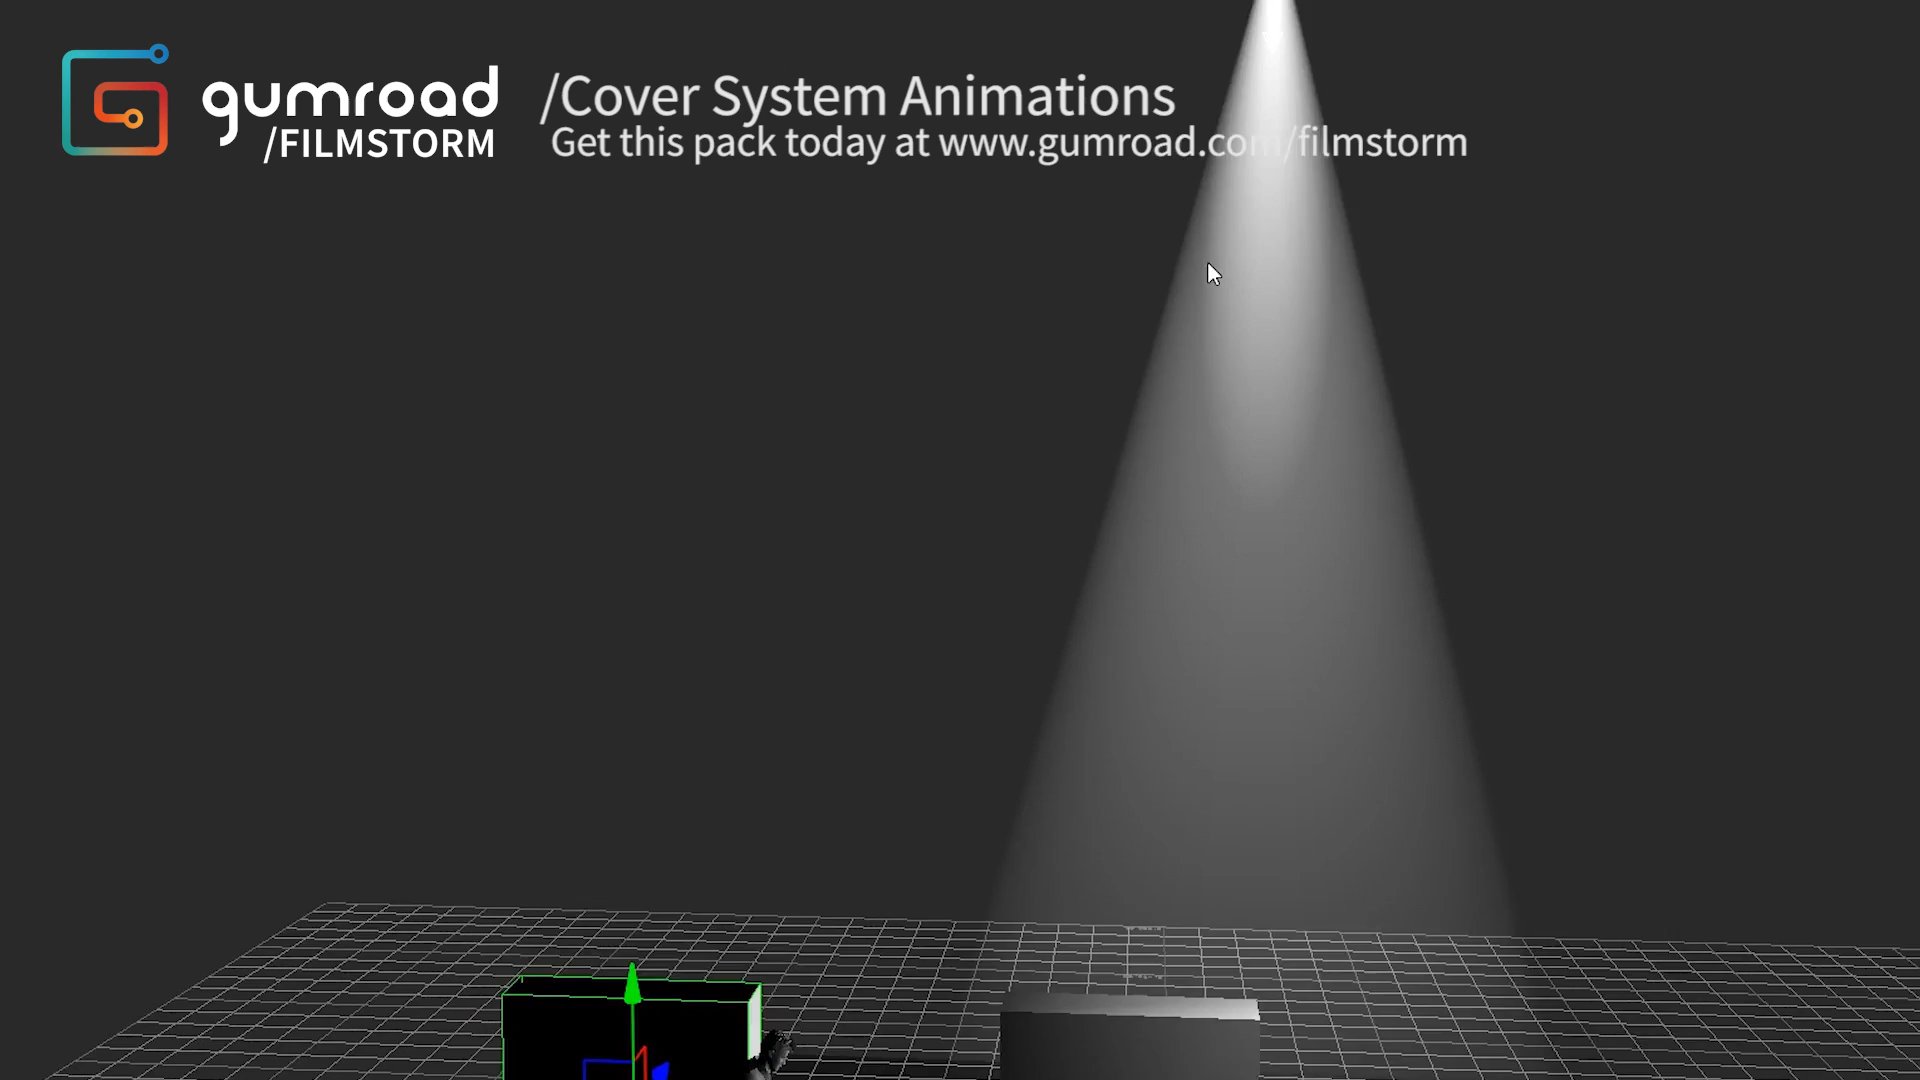 gumroad
/FILMSTORM
/Cover System Animations
Get this pack today at www.gumroad.com/filmstorm